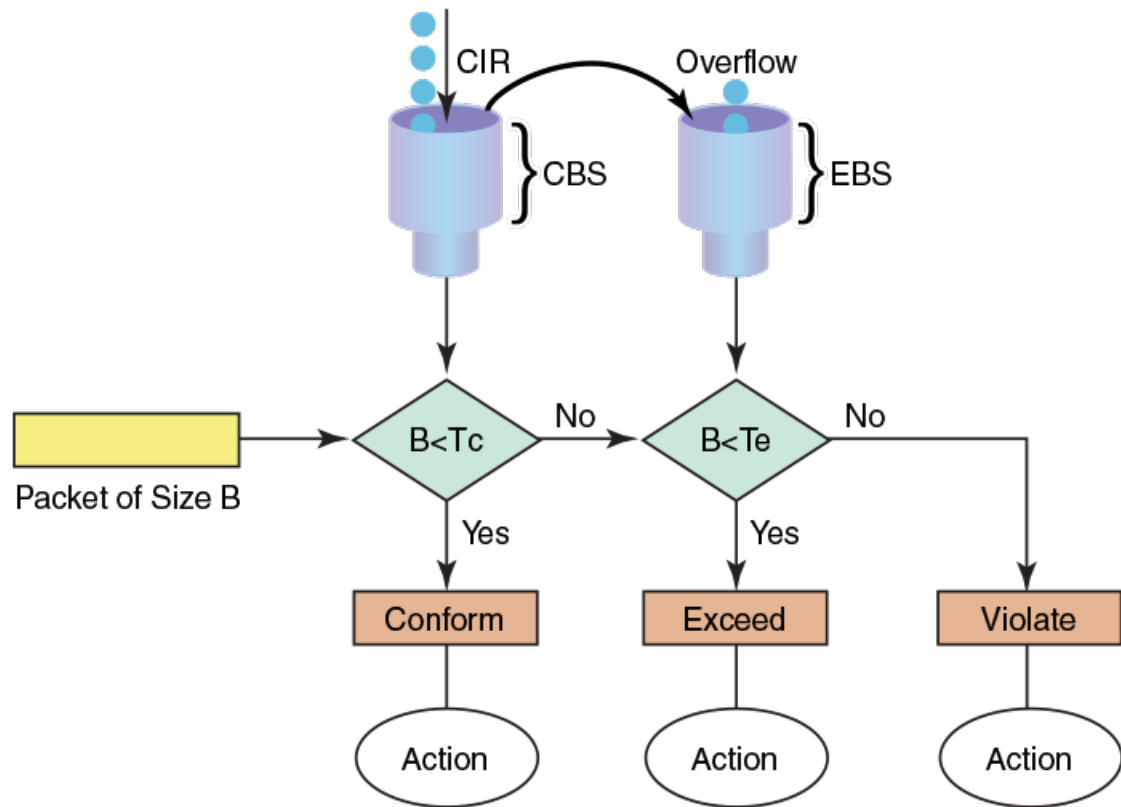 CIR
Overflow
CBS
EBS
B<Tc
No
B<Te
No
Packet of Size B
Yes
Yes
Conform
Exceed
Violate
Action
Action
Action